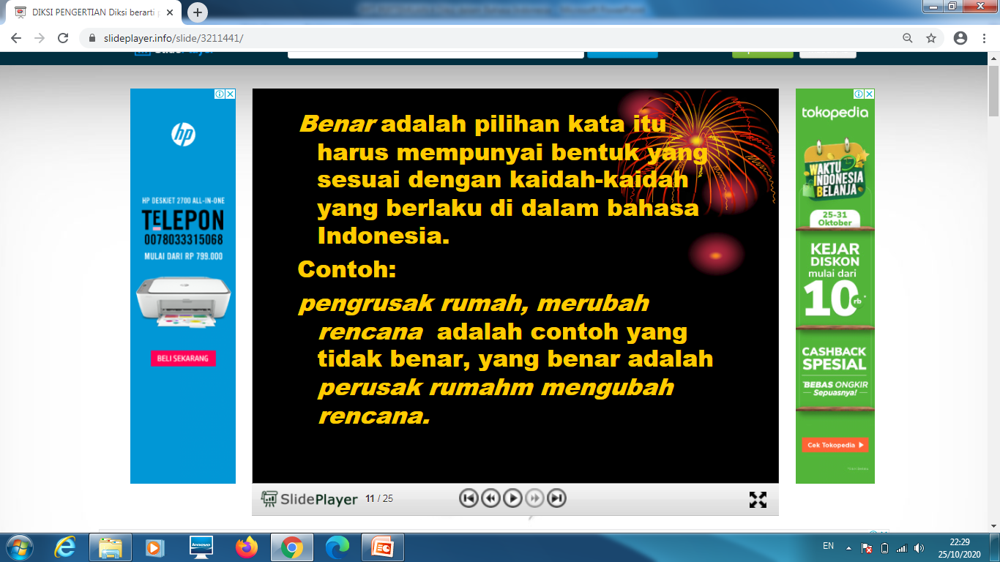 DIKSI PENGERTIAN Diksi berarti
slideplayer.info/slide/3211441/
hp
HP DESKJET 2700 ALL-IN-ONE
TELEPON
0078033315068
MULAI DARI RP 799.000
BELI SEKARANG
Benar adalah pilihan kata itu
harus mempunyai bentuk yang
sesuai dengan kaidah-kaidah
yang berlaku di dalam bahasa
Indonesia.
Contoh:
pengrusak rumah, merubah
rencana adalah contoh yang
tidak benar, yang benar adalah
perusak rumahm mengubah
rencana.
tokopedia
WAKTU
INDONESIA
BELANJA
25-31
Oktober
KEJAR
DISKON
mulai dari
10 rb*
CASHBACK
SPESIAL
*BEBAS ONGKIR
Sepuasnya!
Cek Tokopedia
SlidePlayer 11 / 25
lenovo
EN
22:29
25/10/2020